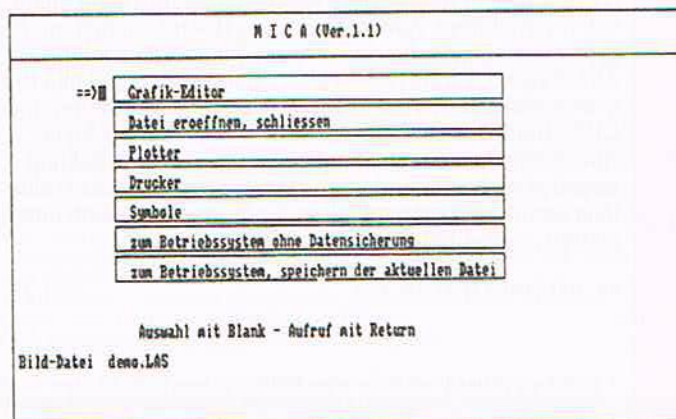 M I C A (Ver.1.1)
==> Grafik-Editor
Datei eroeffnen, schliessen
Plotter
Drucker
Symbole
zum Betriebssystem ohne Datensicherung
zum Betriebssystem, speichern der aktuellen Datei
Auswahl mit Blank - Aufruf mit Return
Bild-Datei demo.LAS